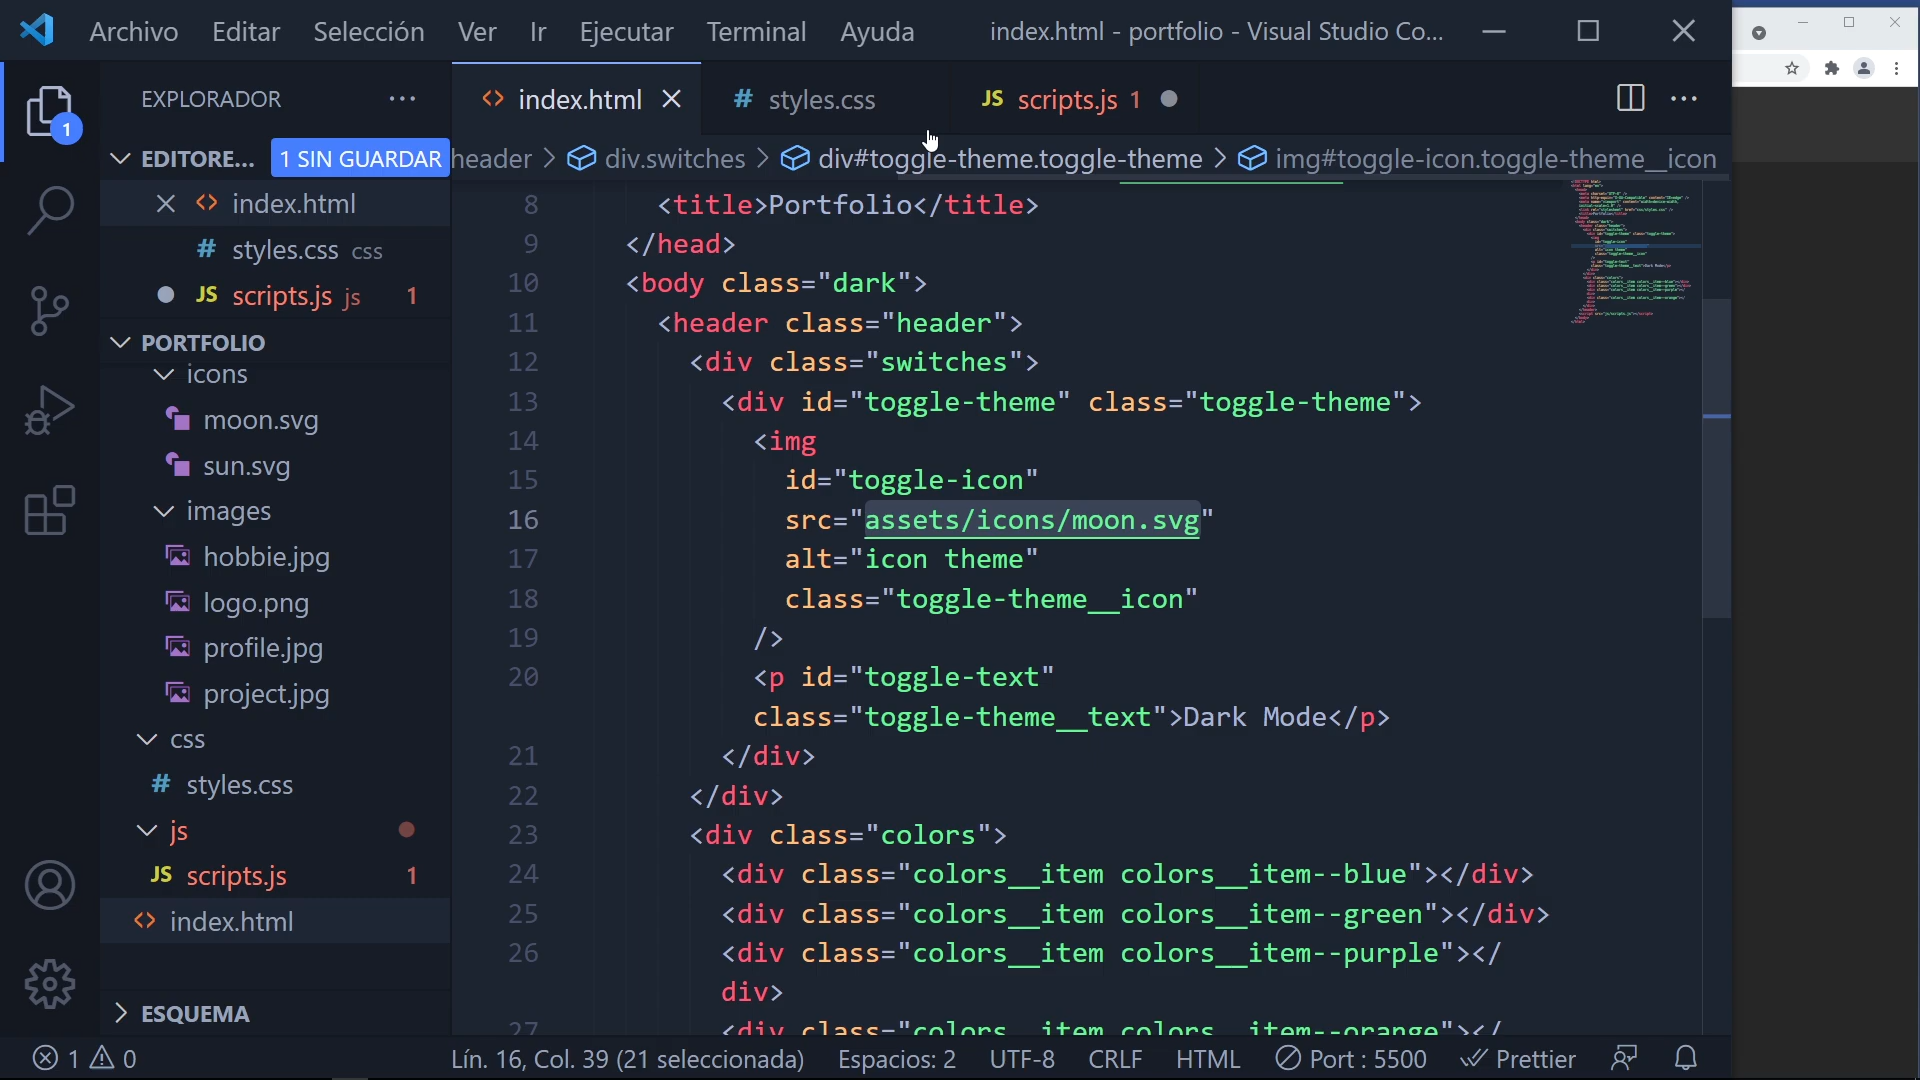 Archivo Editar Selección Ver Ir Ejecutar Terminal Ayuda index.html - portfolio - Visual Studio Co...
EXPLORADOR
1
EDITORE... 1 SIN GUARDAR
index.html
styles.css css
JS scripts.js js 1
PORTFOLIO
icons
moon.svg
sun.svg
images
hobbie.jpg
logo.png
profile.jpg
project.jpg
css
# styles.css
js
JS scripts.js 1
index.html
ESQUEMA
index.html # styles.css JS scripts.js 1
header > div.switches > div#toggle-theme.toggle-theme > img#toggle-icon.toggle-theme__icon
8 <title>Portfolio</title>
9 </head>
10 <body class="dark">
11 <header class="header">
12 <div class="switches">
13 <div id="toggle-theme" class="toggle-theme">
14 <img
15 id="toggle-icon"
16 src="assets/icons/moon.svg"
17 alt="icon theme"
18 class="toggle-theme__icon"
19 />
20 <p id="toggle-text"
class="toggle-theme__text">Dark Mode</p>
21 </div>
22 </div>
23 <div class="colors">
24 <div class="colors__item colors__item--blue"></div>
25 <div class="colors__item colors__item--green"></div>
26 <div class="colors__item colors__item--purple"></
div>
27 <div class="colors__item colors__item--orange"></
1 0 Lín. 16, Col. 39 (21 seleccionada) Espacios: 2 UTF-8 CRLF HTML Port : 5500 Prettier